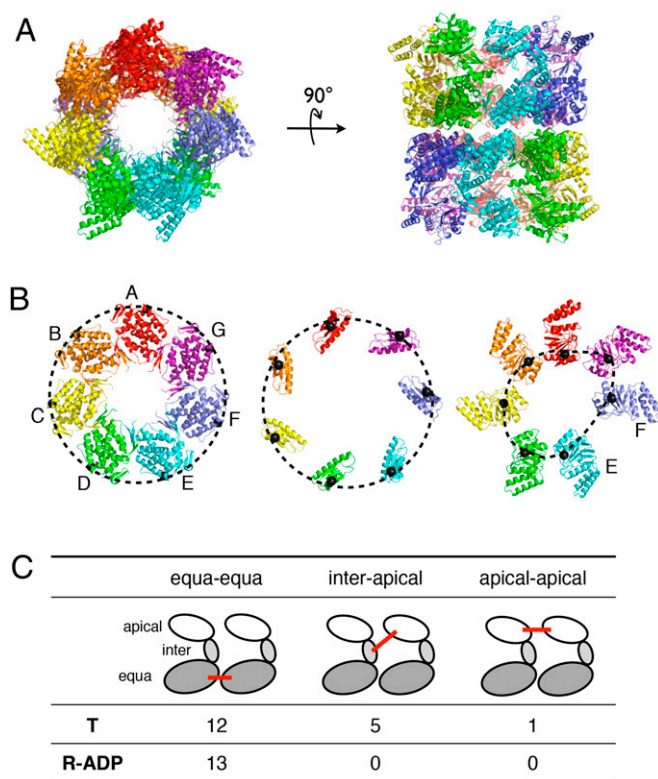 A
90°
B
A
B G
C F
D E
F
E
C
equa-equa inter-apical apical-apical
apical
inter
equa
T 12 5 1
R-ADP 13 0 0